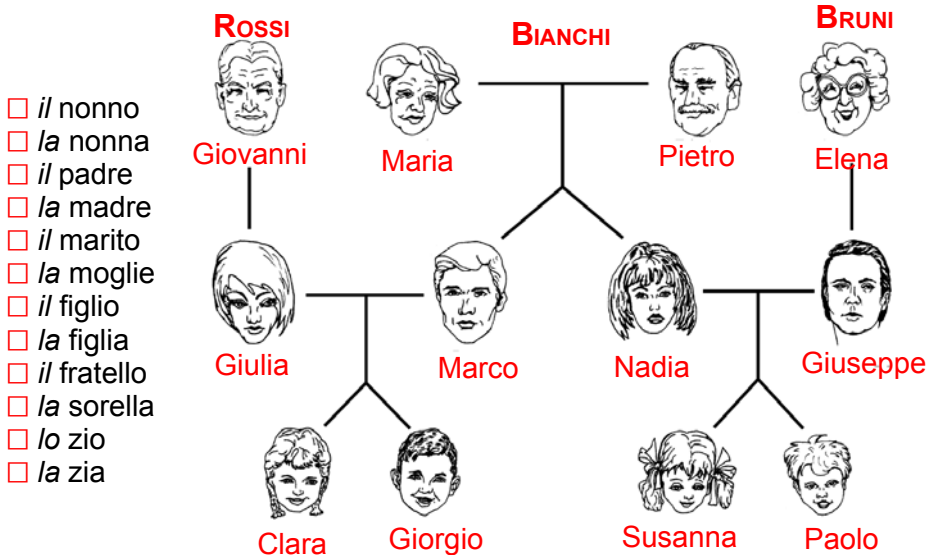 ROSSI
BIANCHI
BRUNI
il nonno
la nonna
il padre
la madre
il marito
la moglie
il figlio
la figlia
il fratello
la sorella
lo zio
la zia
Giovanni
Maria
Pietro
Elena
Giulia
Marco
Nadia
Giuseppe
Clara
Giorgio
Susanna
Paolo